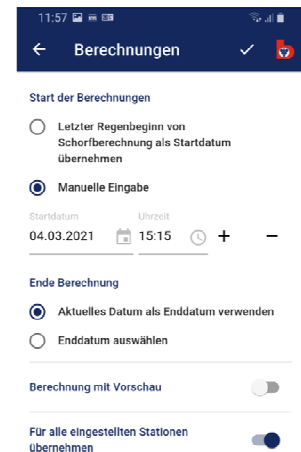 11:57
Berechnungen
Start der Berechnungen
Letzter Regenbeginn von
Schorfberechnung als Startdatum
übernehmen
Manuelle Eingabe
Startdatum Uhrzeit
04.03.2021 15:15 + −
Ende Berechnung
Aktuelles Datum als Enddatum verwenden
Enddatum auswählen
Berechnung mit Vorschau
Für alle eingestellten Stationen
übernehmen